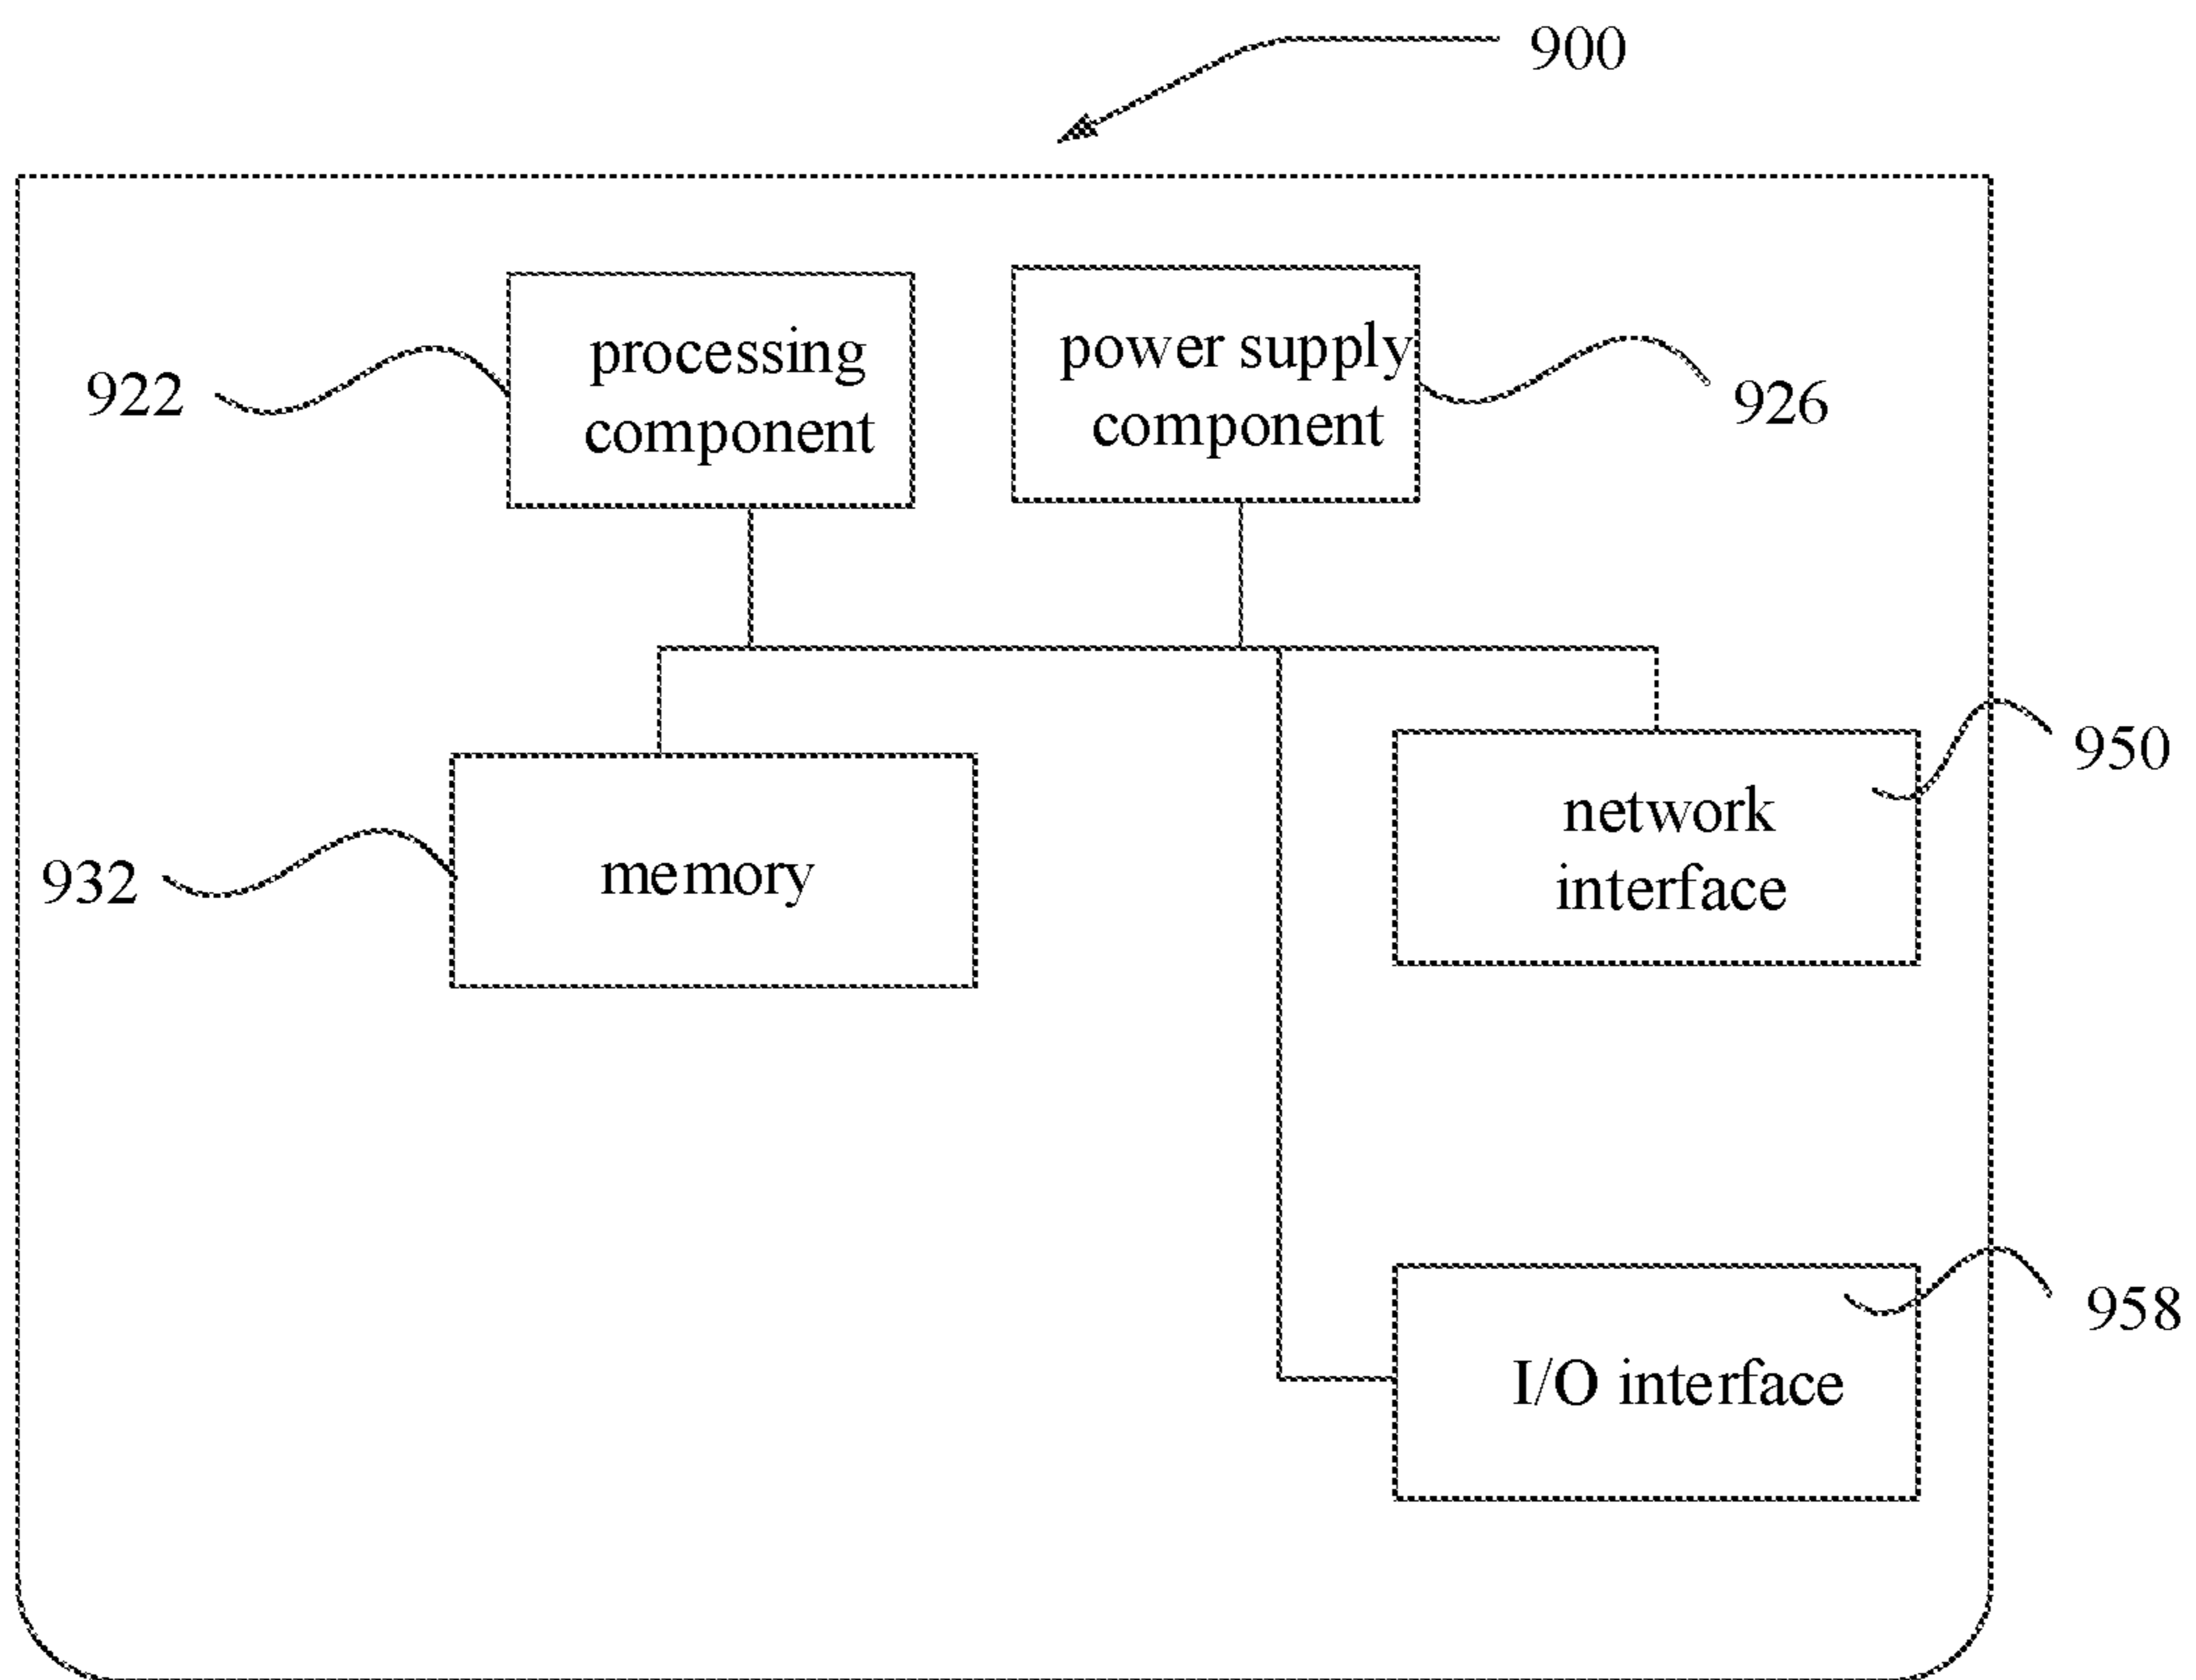 900
processing
component
power supply
component
922
926
950
network
interface
932
memory
958
I/O interface